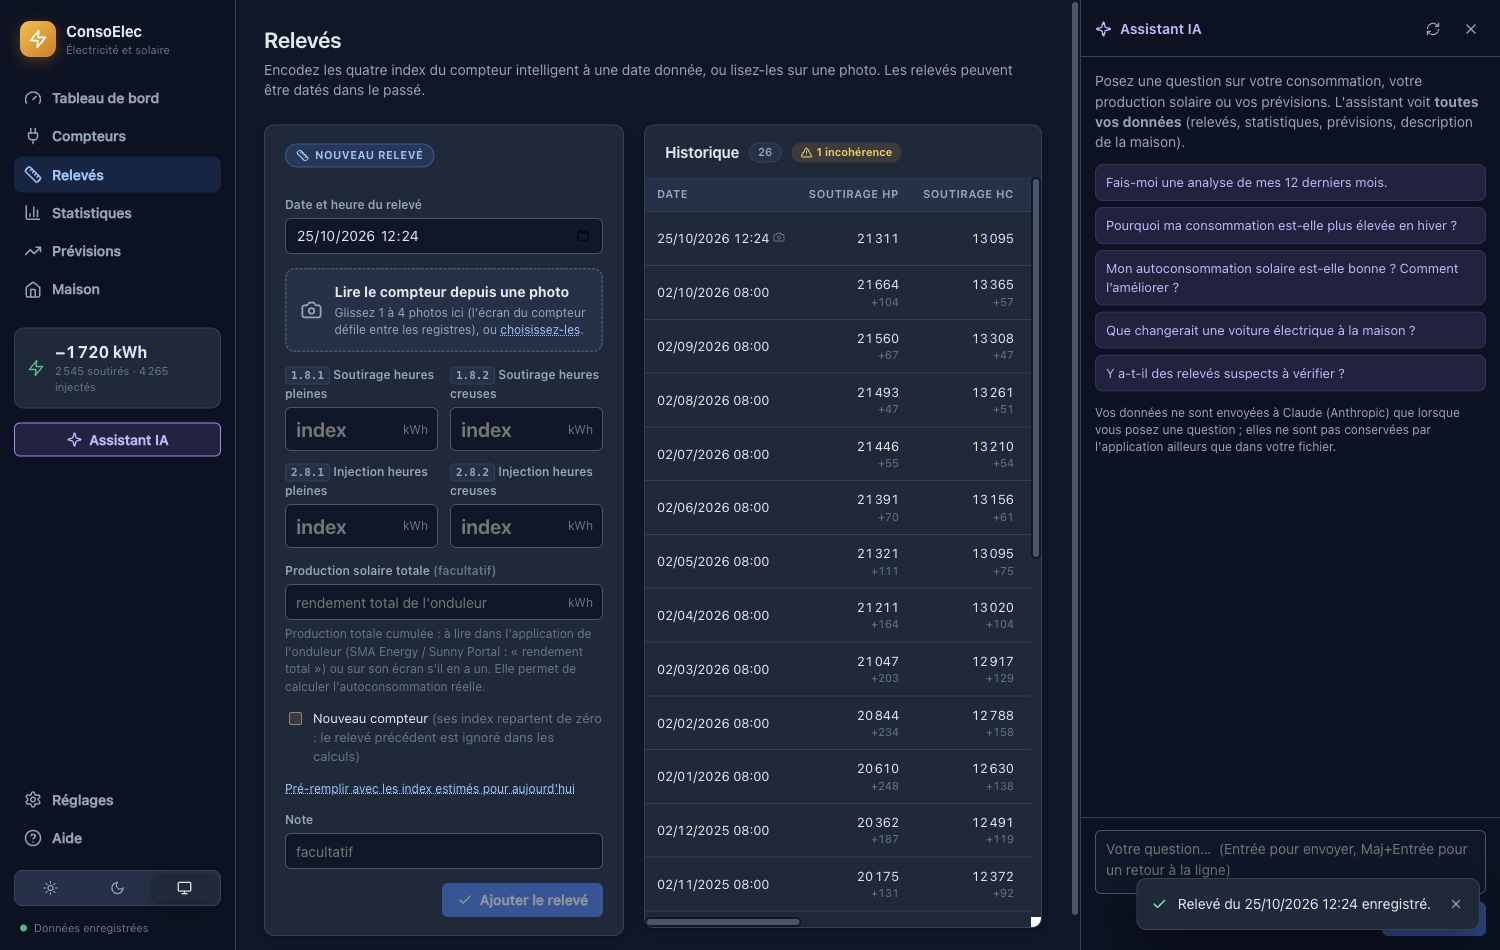 ConsoElec
Électricité et solaire
Tableau de bord
Compteurs
Relevés
Statistiques
Prévisions
Maison
−1 720 kWh
2 545 soutirés · 4 265
injectés
Assistant IA
Réglages
Aide
Données enregistrées
Relevés
Encodez les quatre index du compteur intelligent à une date donnée, ou lisez-les sur une photo. Les relevés peuvent
être datés dans le passé.
NOUVEAU RELEVÉ
Date et heure du relevé
25/10/2026 12:24
Lire le compteur depuis une photo
Glissez 1 à 4 photos ici (l'écran du compteur
défile entre les registres), ou choisissez-les.
1.8.1 Soutirage heures
pleines
index kWh
1.8.2 Soutirage heures
creuses
index kWh
2.8.1 Injection heures
pleines
index kWh
2.8.2 Injection heures
creuses
index kWh
Production solaire totale (facultatif)
rendement total de l'onduleur kWh
Production totale cumulée : à lire dans l'application de
l'onduleur (SMA Energy / Sunny Portal : « rendement
total ») ou sur son écran s'il en a un. Elle permet de
calculer l'autoconsommation réelle.
Nouveau compteur (ses index repartent de zéro
: le relevé précédent est ignoré dans les
calculs)
Pré-remplir avec les index estimés pour aujourd'hui
Note
facultatif
Ajouter le relevé
Historique 26 1 incohérence
DATE SOUTIRAGE HP SOUTIRAGE HC
25/10/2026 12:24 21 311 13 095
02/10/2026 08:00 21 664 13 365
+104 +57
02/09/2026 08:00 21 560 13 308
+67 +47
02/08/2026 08:00 21 493 13 261
+47 +51
02/07/2026 08:00 21 446 13 210
+55 +54
02/06/2026 08:00 21 391 13 156
+70 +61
02/05/2026 08:00 21 321 13 095
+111 +75
02/04/2026 08:00 21 211 13 020
+164 +104
02/03/2026 08:00 21 047 12 917
+203 +129
02/02/2026 08:00 20 844 12 788
+234 +158
02/01/2026 08:00 20 610 12 630
+248 +138
02/12/2025 08:00 20 362 12 491
+187 +119
02/11/2025 08:00 20 175 12 372
+131 +92
Assistant IA
Posez une question sur votre consommation, votre
production solaire ou vos prévisions. L'assistant voit toutes
vos données (relevés, statistiques, prévisions, description
de la maison).
Fais-moi une analyse de mes 12 derniers mois.
Pourquoi ma consommation est-elle plus élevée en hiver ?
Mon autoconsommation solaire est-elle bonne ? Comment
l'améliorer ?
Que changerait une voiture électrique à la maison ?
Y a-t-il des relevés suspects à vérifier ?
Vos données ne sont envoyées à Claude (Anthropic) que lorsque
vous posez une question ; elles ne sont pas conservées par
l'application ailleurs que dans votre fichier.
Votre question… (Entrée pour envoyer, Maj+Entrée pour
un retour à la ligne)
Relevé du 25/10/2026 12:24 enregistré.